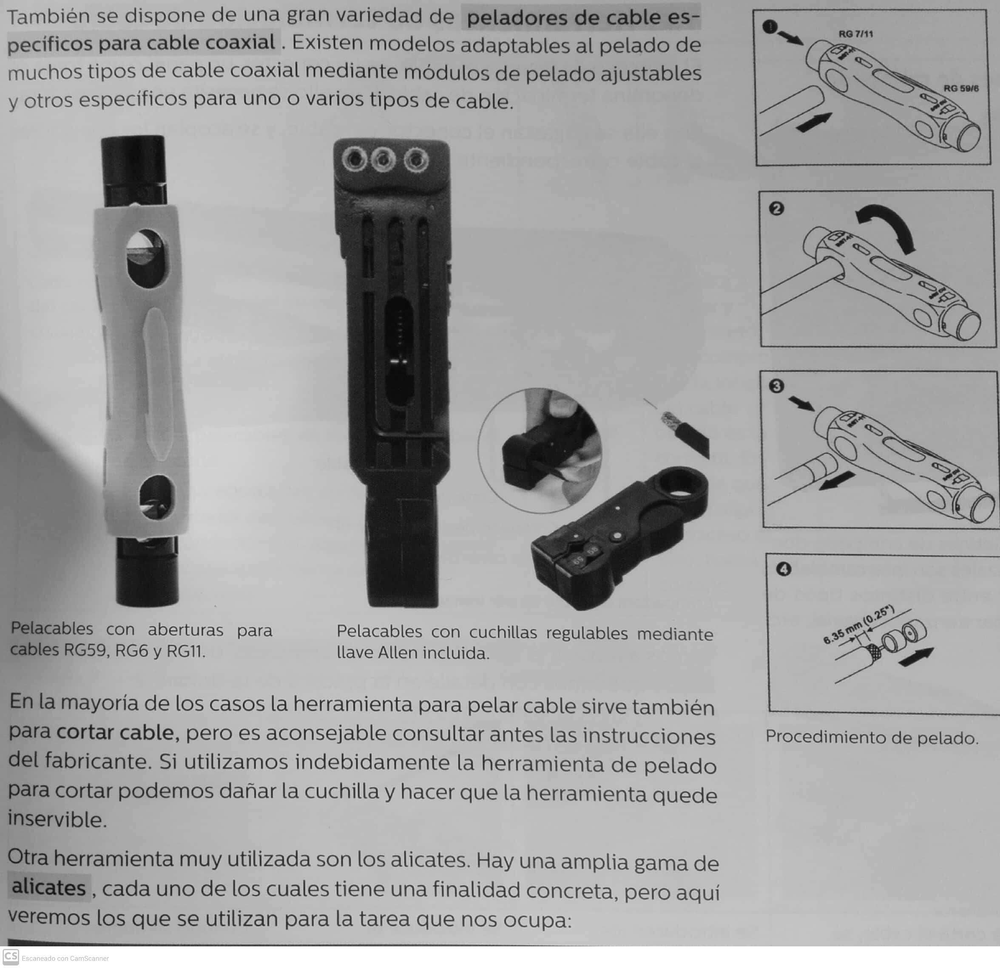 También se dispone de una gran variedad de peladores de cable es-
pecíficos para cable coaxial. Existen modelos adaptables al pelado de
muchos tipos de cable coaxial mediante módulos de pelado ajustables
y otros específicos para uno o varios tipos de cable.
Pelacables con aberturas para
cables RG59, RG6 y RG11.
Pelacables con cuchillas regulables mediante
llave Allen incluida.
En la mayoría de los casos la herramienta para pelar cable sirve también
para cortar cable, pero es aconsejable consultar antes las instrucciones
del fabricante. Si utilizamos indebidamente la herramienta de pelado
para cortar podemos dañar la cuchilla y hacer que la herramienta quede
inservible.
Otra herramienta muy utilizada son los alicates. Hay una amplia gama de
alicates, cada uno de los cuales tiene una finalidad concreta, pero aquí
veremos los que se utilizan para la tarea que nos ocupa:
1
RG 7/11
RG 59/6
2
3
4
6.35 mm (0.25")
Procedimiento de pelado.
CS Escaneado con CamScanner